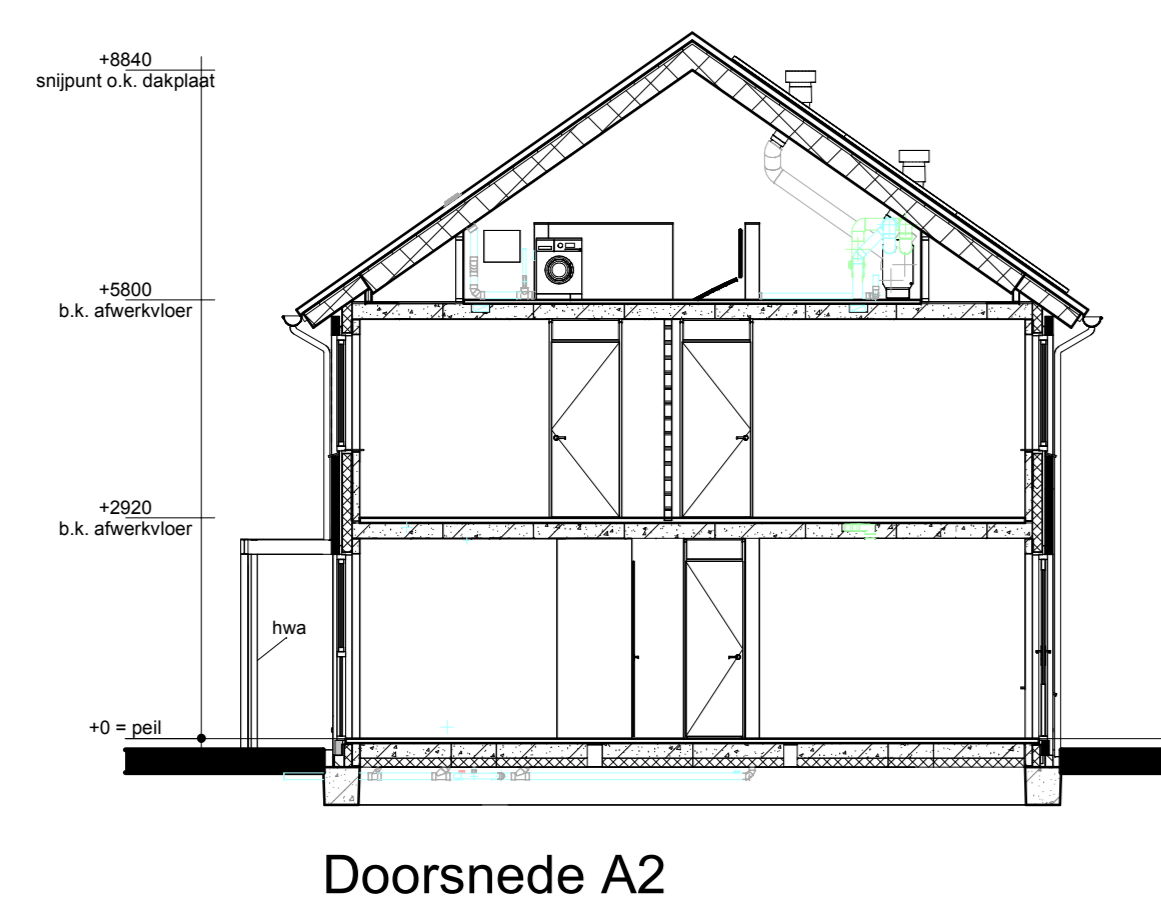 +8840
snijpunt o.k. dakplaat
+5800
b.k. afwerkvloer
+2920
b.k. afwerkvloer
hwa
+0 = peil
Doorsnede A2